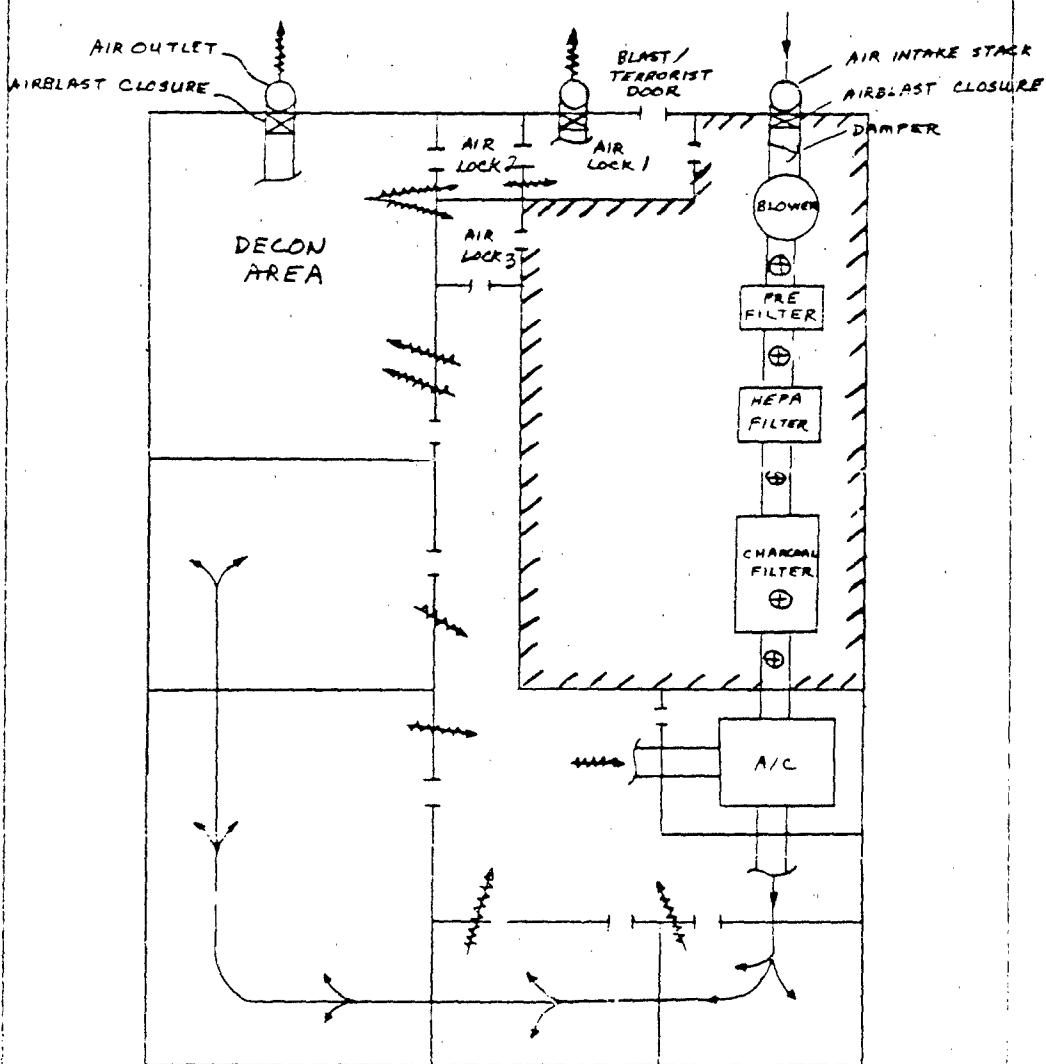 AIR OUTLET
AIRBLAST CLOSURE
BLAST/
TERRORIST
DOOR
AIR INTAKE STACK
AIRBLAST CLOSURE
DAMPER
AIR
LOCK 2
AIR
LOCK 1
BLOWER
DECON
AREA
AIR
LOCK 3
PRE
FILTER
HEPA
FILTER
CHARCOAL
FILTER
A/C